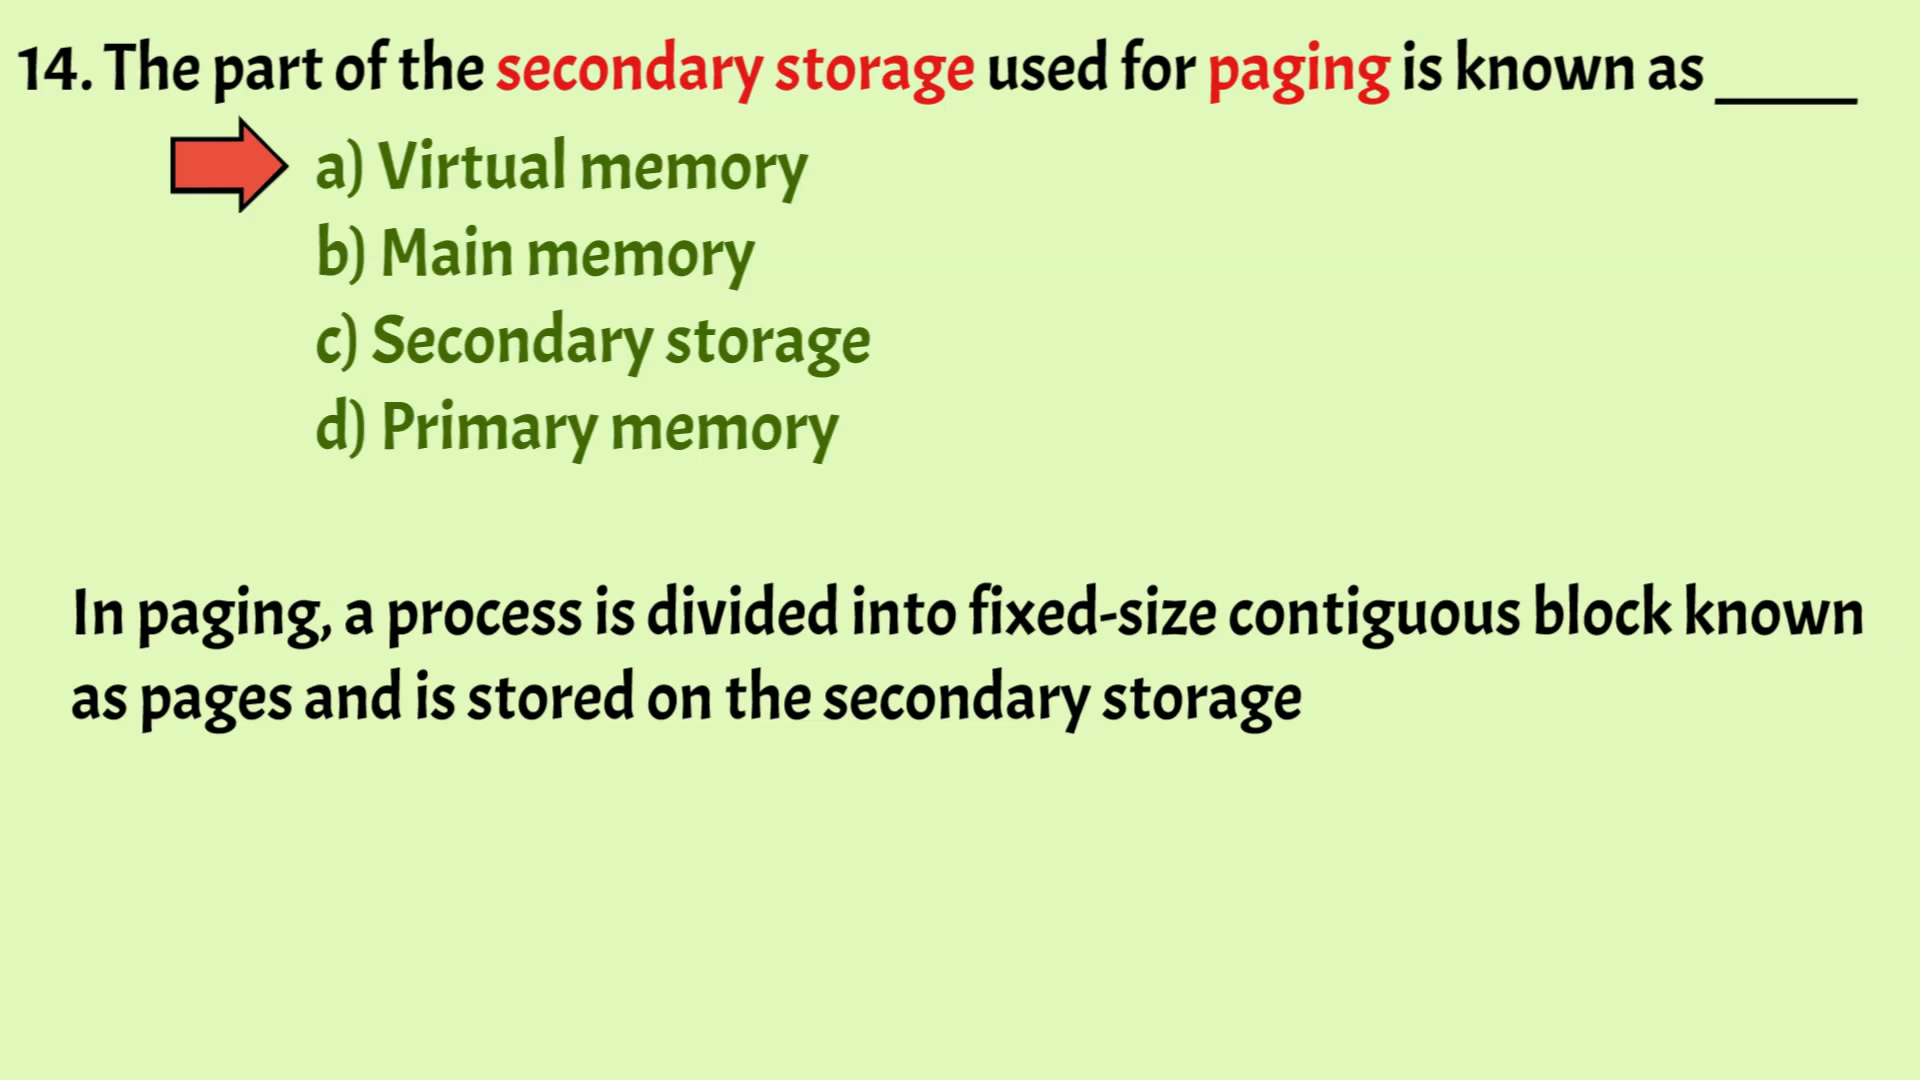 14. The part of the secondary storage used for paging is known as _____
a) Virtual memory
b) Main memory
c) Secondary storage
d) Primary memory
In paging, a process is divided into fixed-size contiguous block known
as pages and is stored on the secondary storage